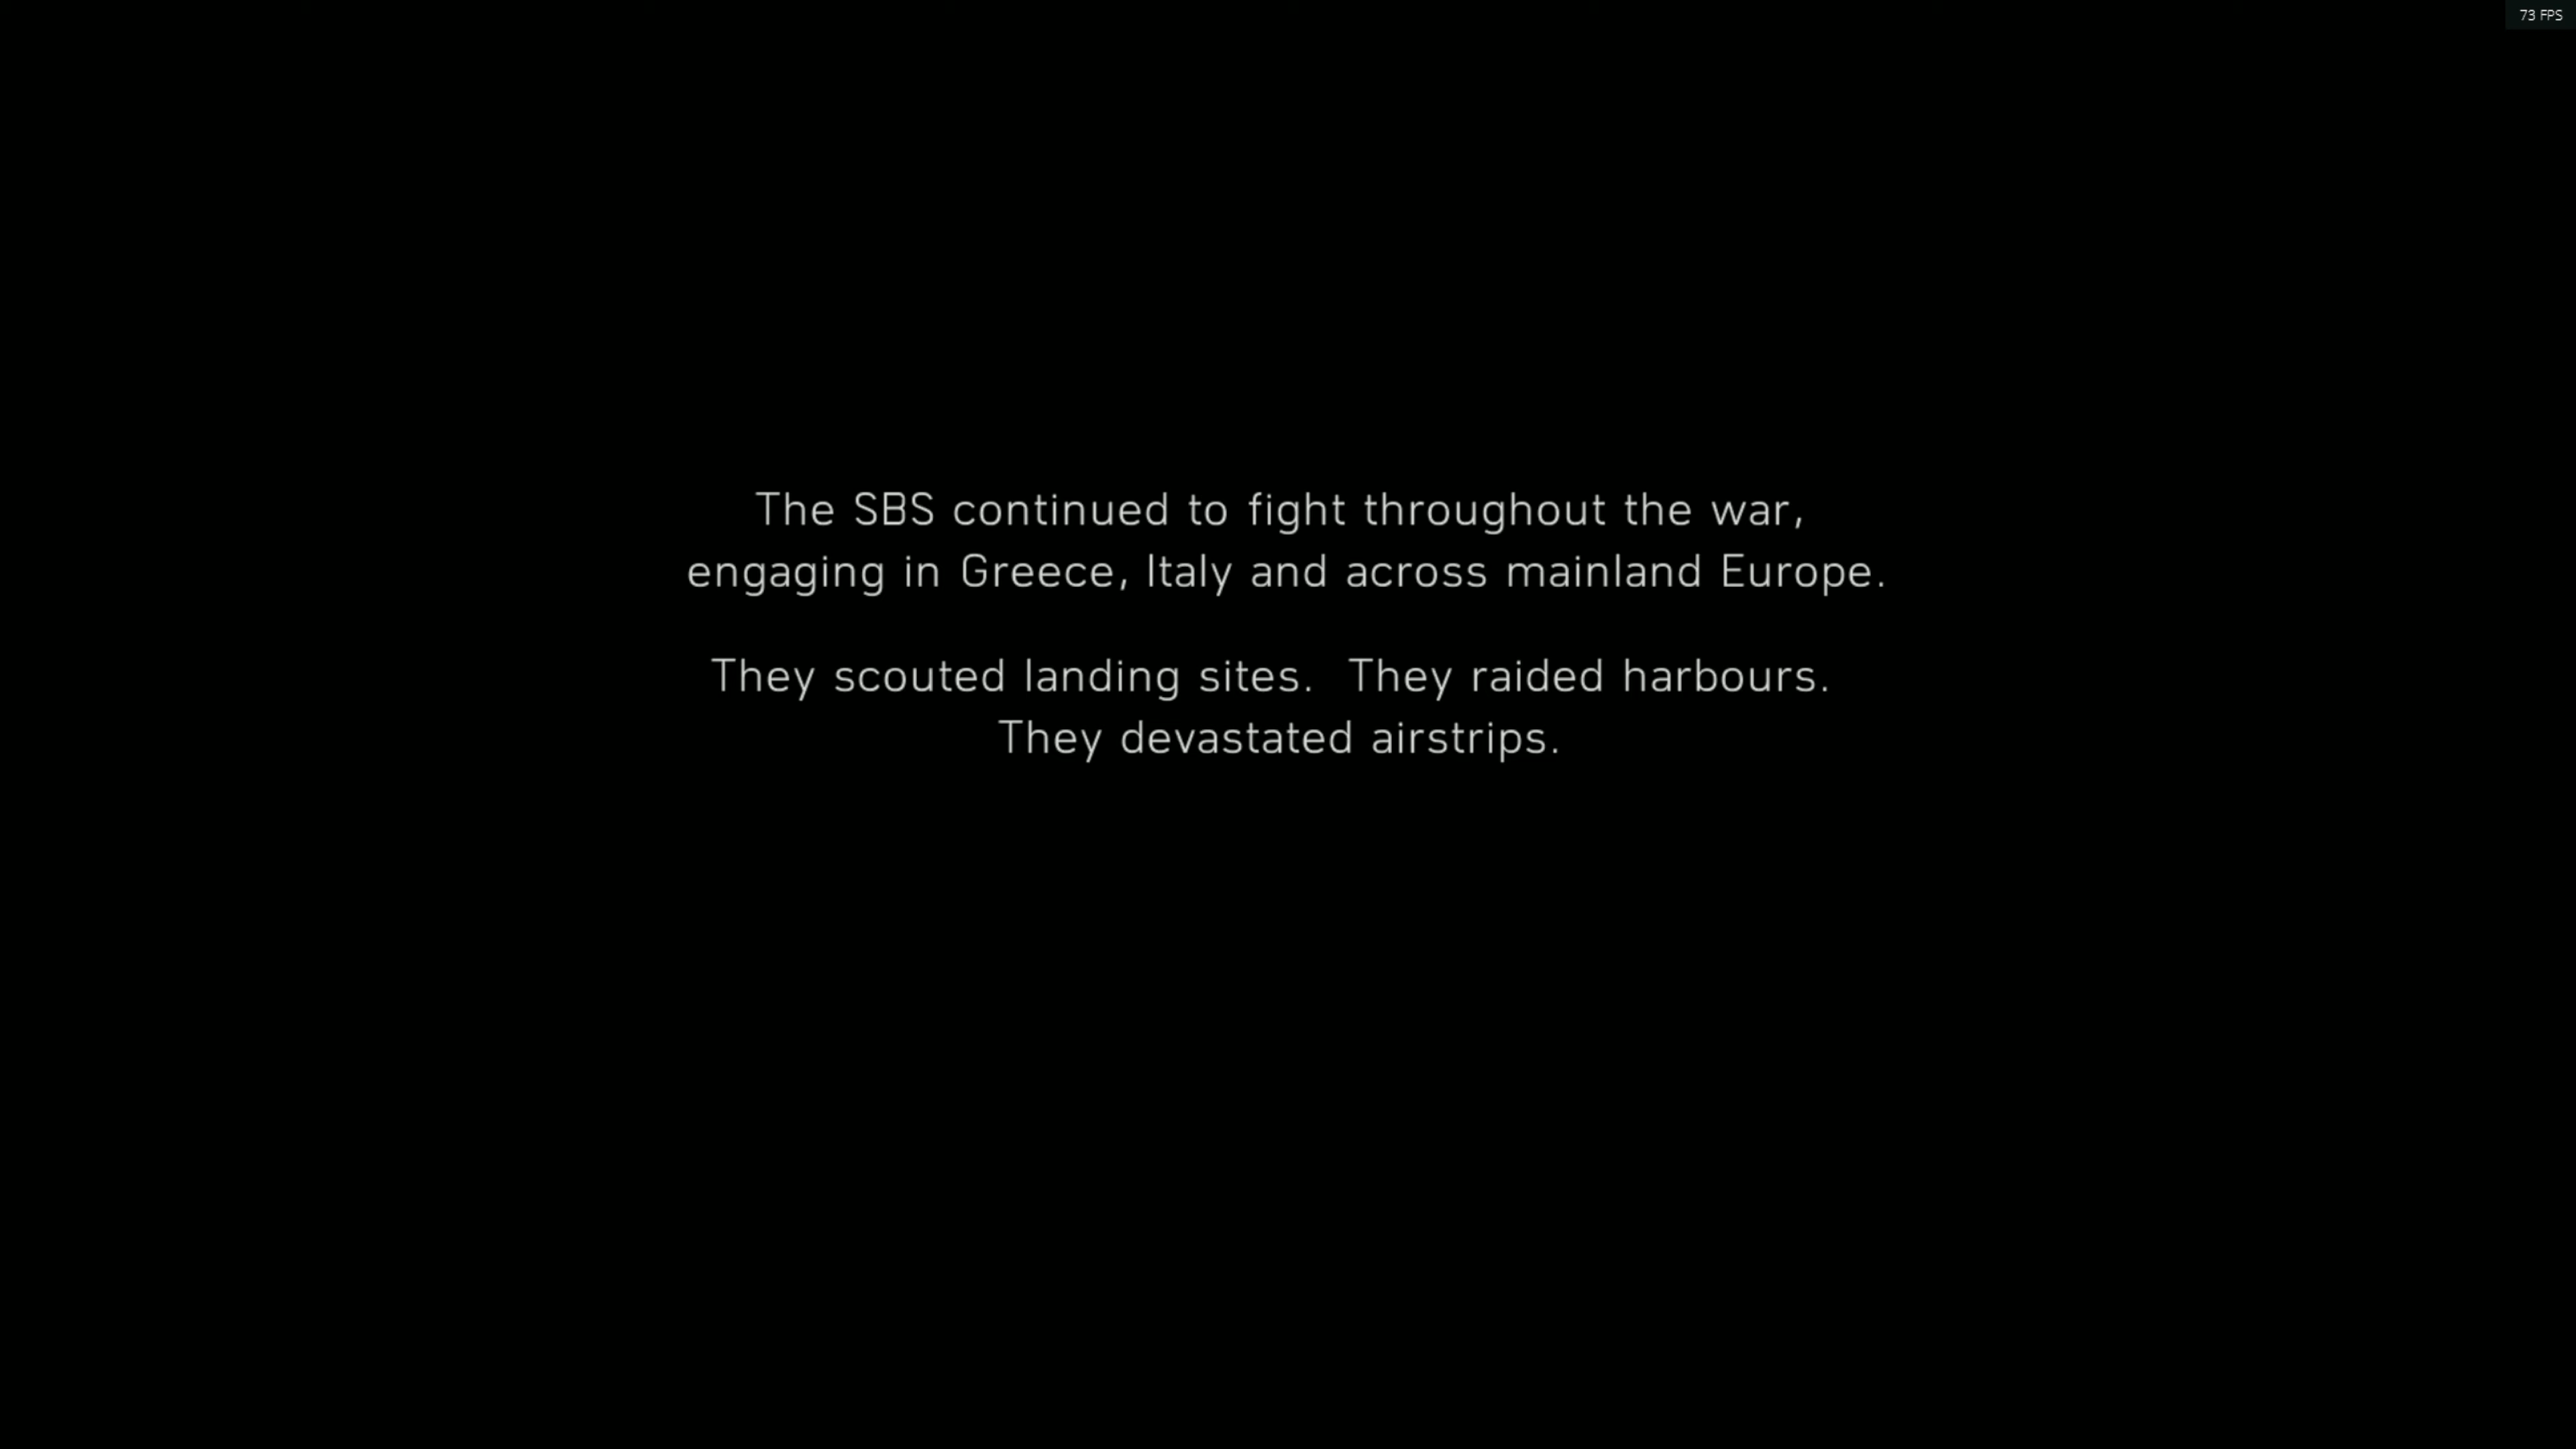 73 FPS
The SBS continued to fight throughout the war,
engaging in Greece, Italy and across mainland Europe.
They scouted landing sites.  They raided harbours.
They devastated airstrips.